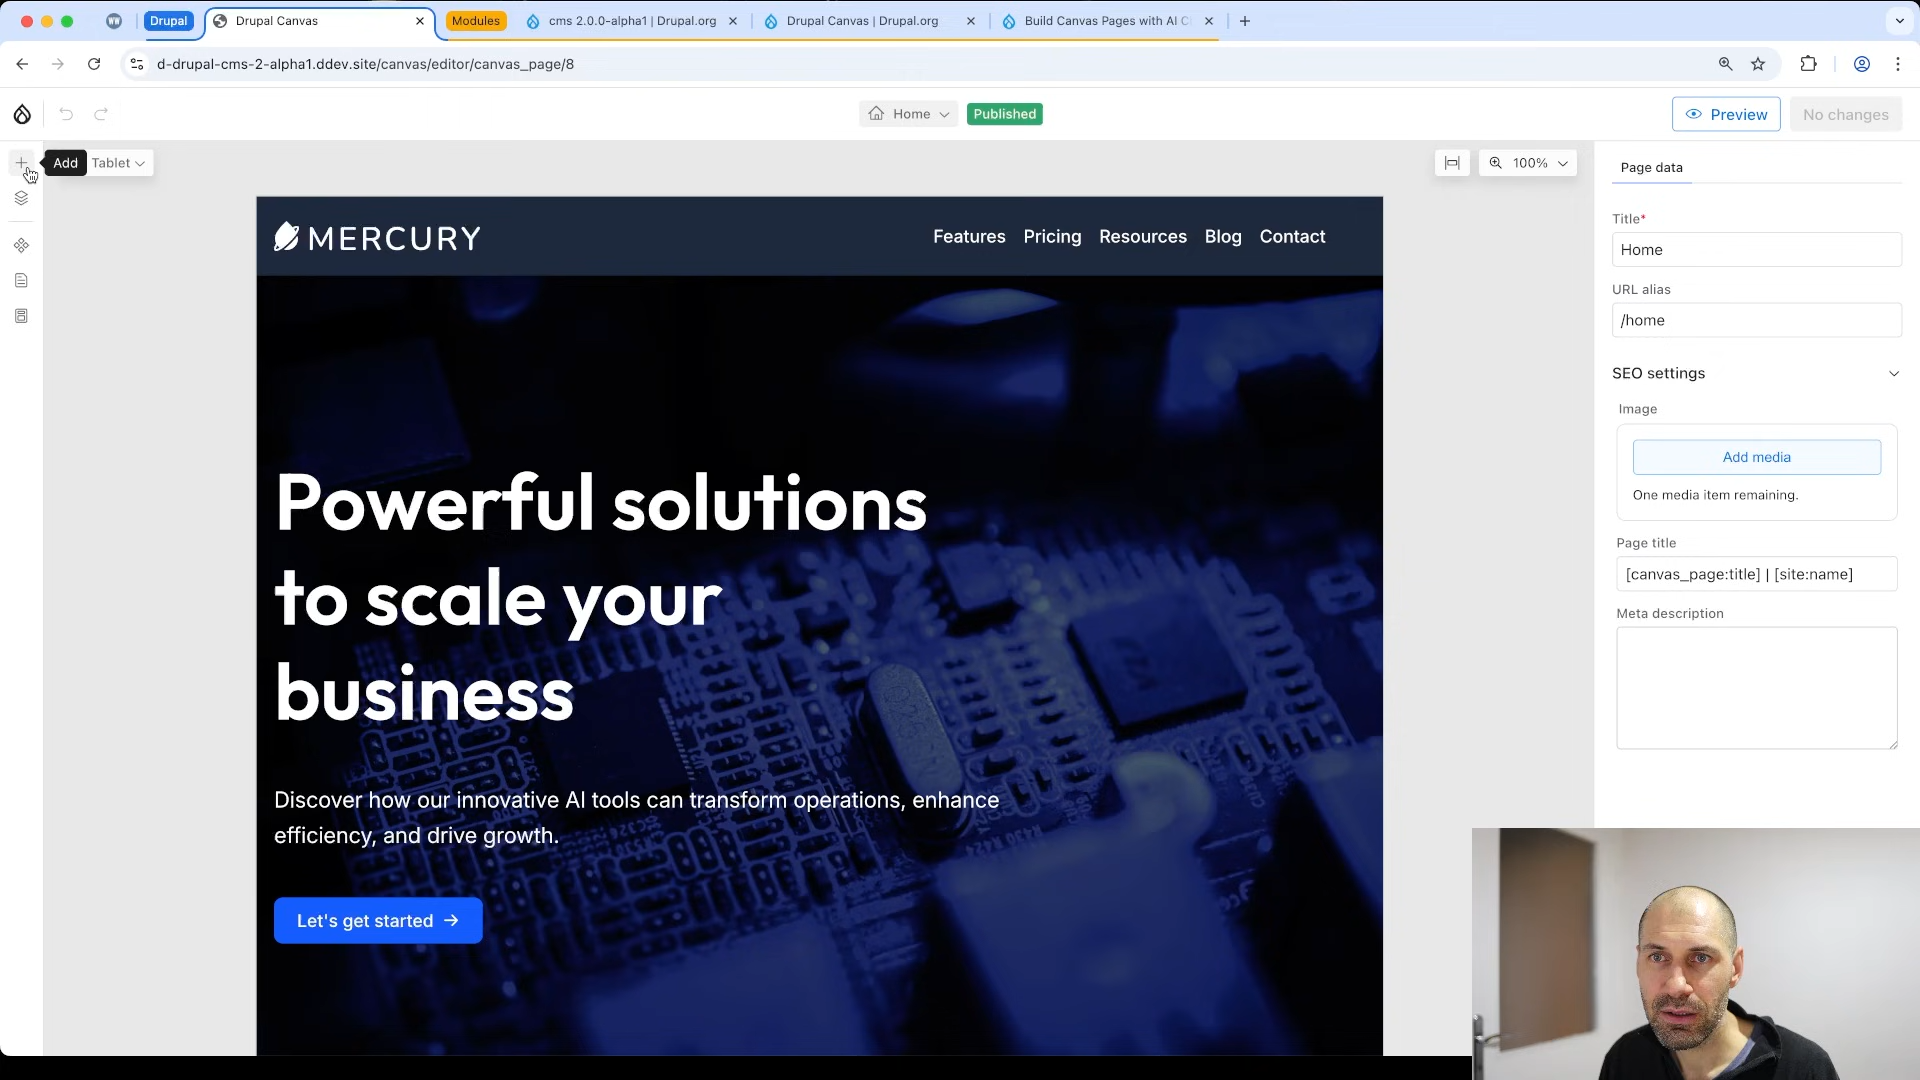 Drupal
Drupal Canvas
Modules
cms 2.0.0-alpha1 | Drupal.org
Drupal Canvas | Drupal.org
Build Canvas Pages with AI C
d-drupal-cms-2-alpha1.ddev.site/canvas/editor/canvas_page/8
Home
Published
Preview
No changes
Add
Tablet
100%
Page data
MERCURY
Features
Pricing
Resources
Blog
Contact
Powerful solutions
to scale your
business
Discover how our innovative AI tools can transform operations, enhance
efficiency, and drive growth.
Let's get started
Title*
Home
URL alias
/home
SEO settings
Image
Add media
One media item remaining.
Page title
[canvas_page:title] | [site:name]
Meta description